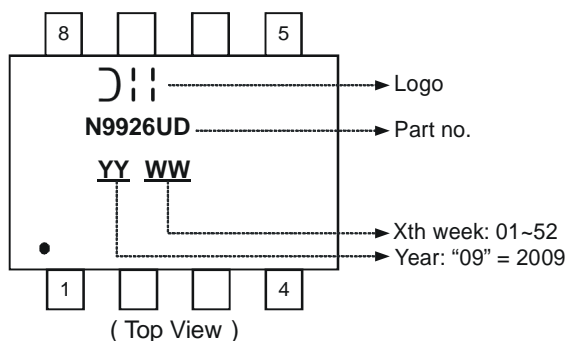 8 5
Logo
N9926UD
Part no.
YY WW
Xth week: 01~52
Year: “09” = 2009
1 4
( Top View )